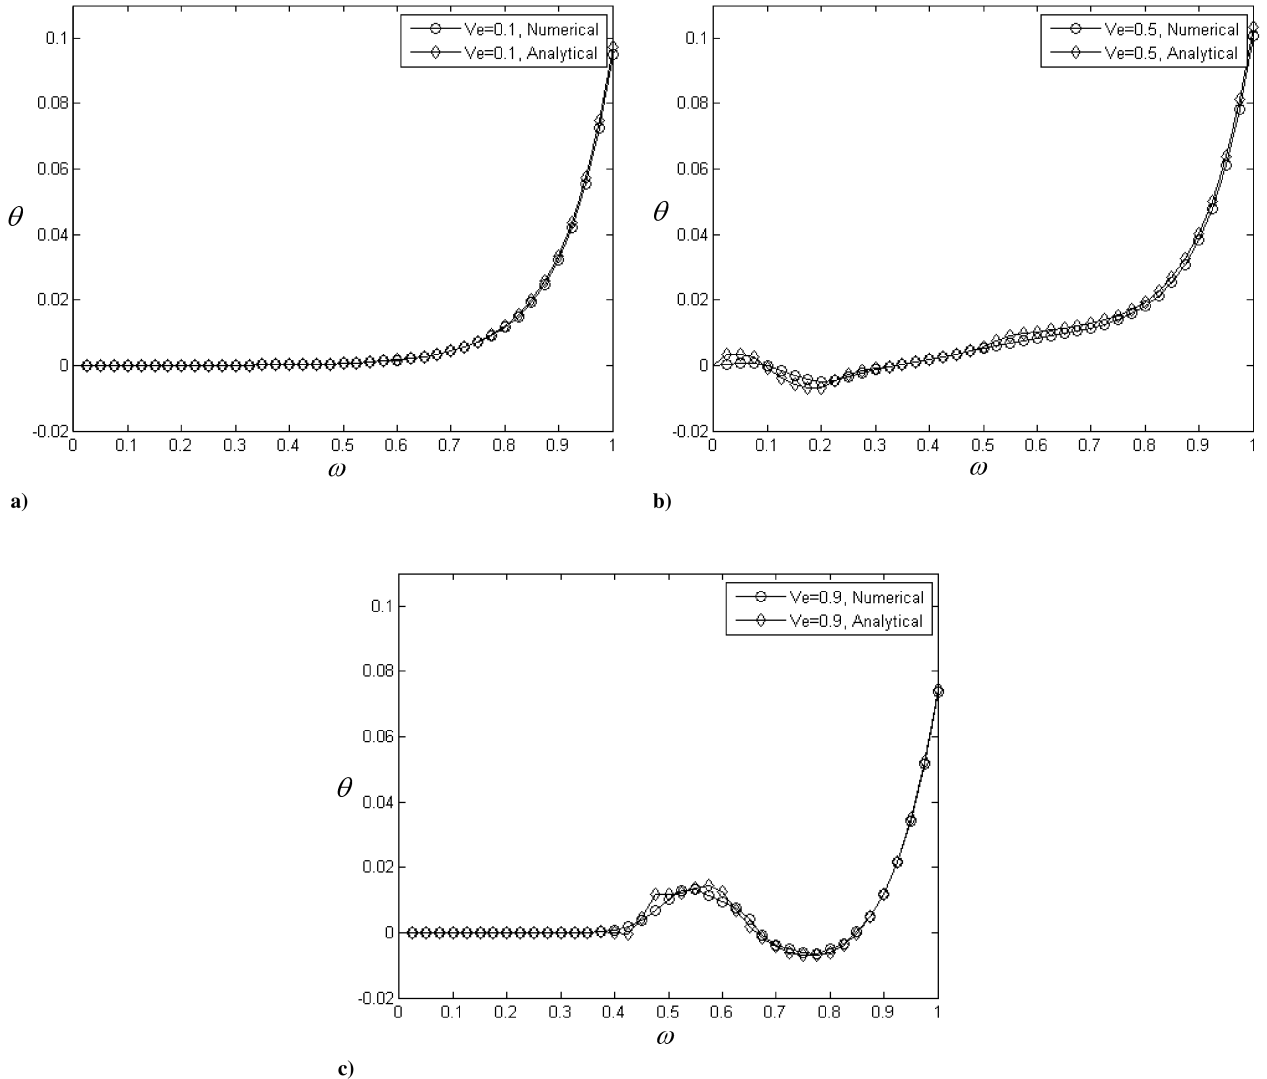 Ve=0.1, Numerical
Ve=0.1, Analytical
0.1
0.08
0.06
0.04
0.02
0
-0.02
θ
0.1 0.2 0.3 0.4 0.5 0.6 0.7 0.8 0.9 1
ω
a)
Ve=0.5, Numerical
Ve=0.5, Analytical
0.1
0.08
0.06
0.04
0.02
0
-0.02
θ
0 0.1 0.2 0.3 0.4 0.5 0.6 0.7 0.8 0.9 1
ω
b)
Ve=0.9, Numerical
Ve=0.9, Analytical
0.1
0.08
0.06
0.04
0.02
0
-0.02
θ
0 0.1 0.2 0.3 0.4 0.5 0.6 0.7 0.8 0.9 1
ω
c)